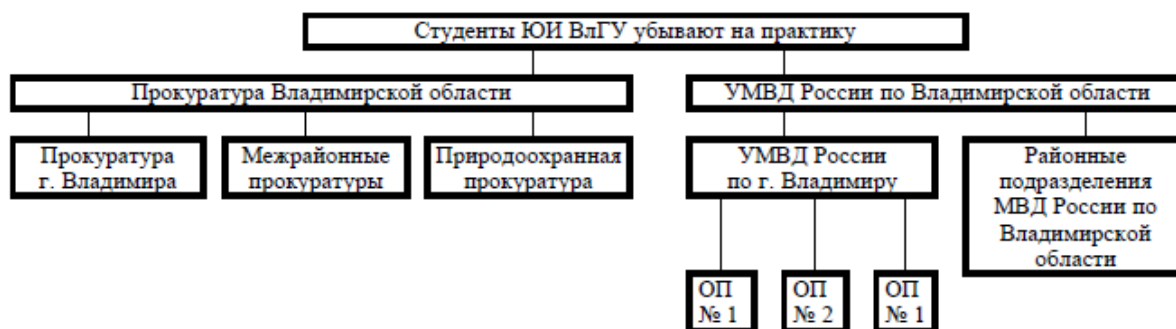 Студенты ЮИ ВлГУ убывают на практику
Прокуратура Владимирской области
УМВД России по Владимирской области
Прокуратура
г. Владимира
Межрайонные
прокуратуры
Природоохранная
прокуратура
УМВД России
по г. Владимиру
Районные
подразделения
МВД России по
Владимирской
области
ОП
№ 1
ОП
№ 2
ОП
№ 1